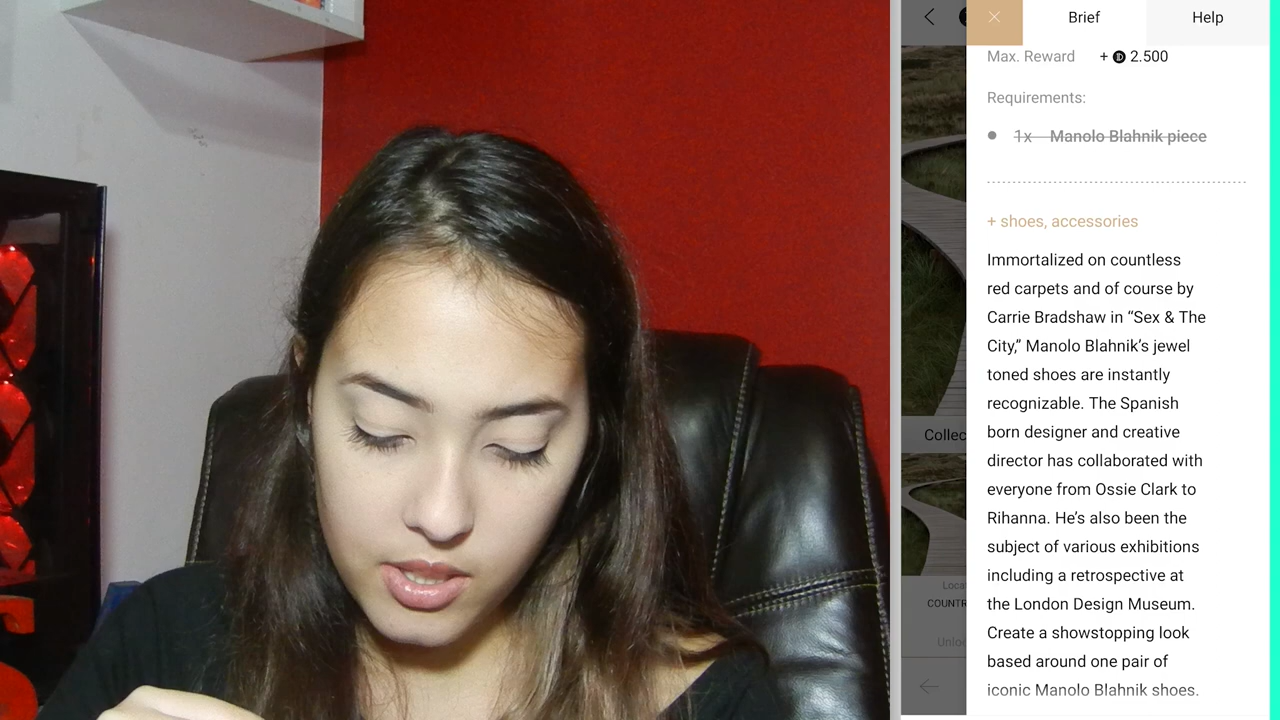 Brief
Help
Max. Reward + 2.500
Requirements:
1x Manolo Blahnik piece
+ shoes, accessories
Immortalized on countless
red carpets and of course by
Carrie Bradshaw in “Sex & The
City,” Manolo Blahnik’s jewel
toned shoes are instantly
recognizable. The Spanish
born designer and creative
director has collaborated with
everyone from Ossie Clark to
Rihanna. He’s also been the
subject of various exhibitions
including a retrospective at
the London Design Museum.
Create a showstopping look
based around one pair of
iconic Manolo Blahnik shoes.
Collec
Loca
COUNTR
Unloc